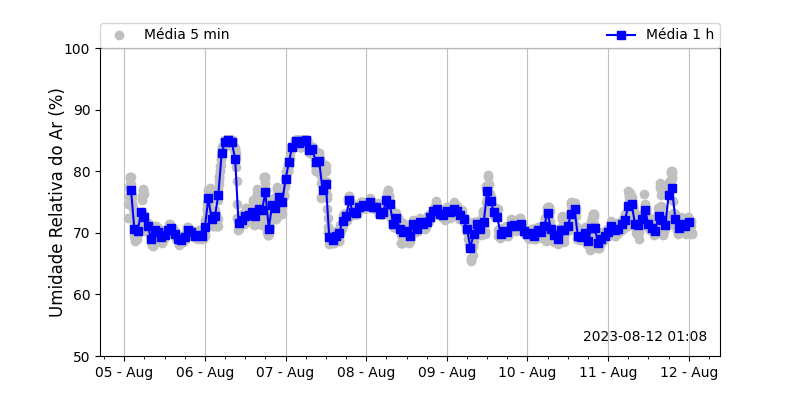 Média 5 min
Média 1 h
Umidade Relativa do Ar (%)
100
90
80
70
60
50
2023-08-12 01:08
05 - Aug
06 - Aug
07 - Aug
08 - Aug
09 - Aug
10 - Aug
11 - Aug
12 - Aug